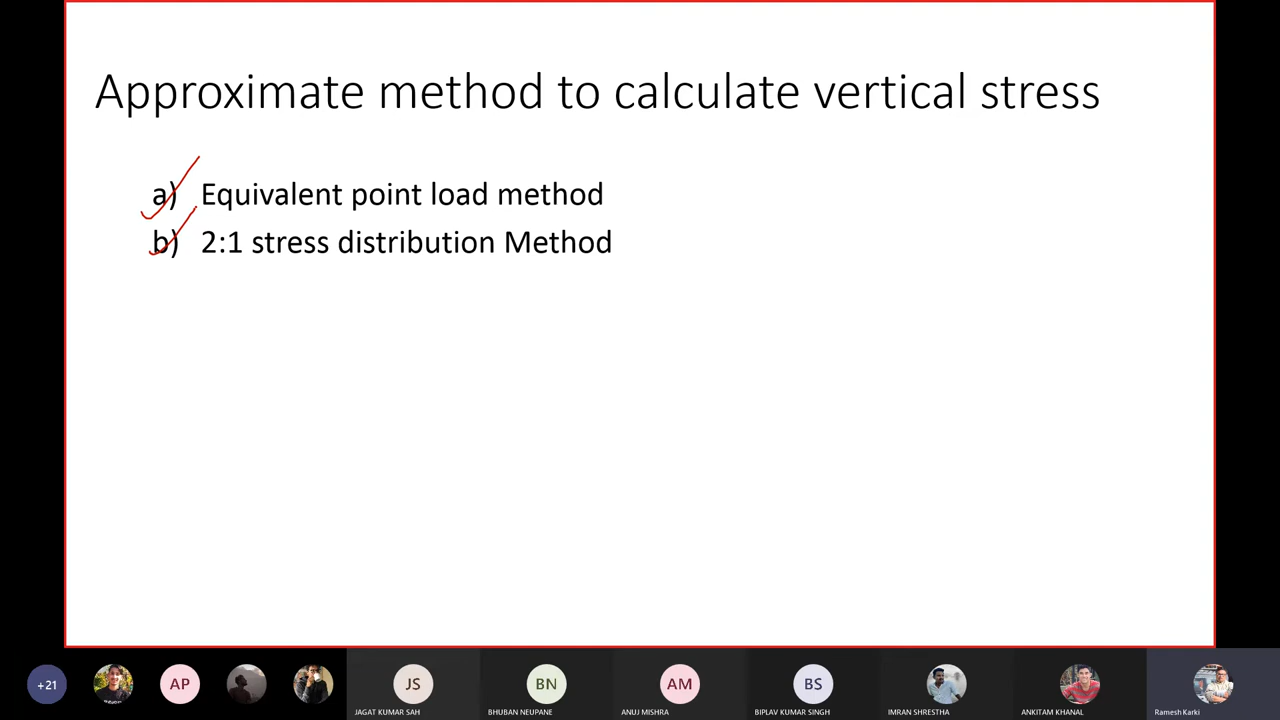 Approximate method to calculate vertical stress
a) Equivalent point load method
b) 2:1 stress distribution Method
+21
AP
JS
BN
AM
BS
JAGAT KUMAR SAH
BHUBAN NEUPANE
ANUJ MISHRA
BIPLAV KUMAR SINGH
IMRAN SHRESTHA
ANKITAM KHANAL
Ramesh Karki